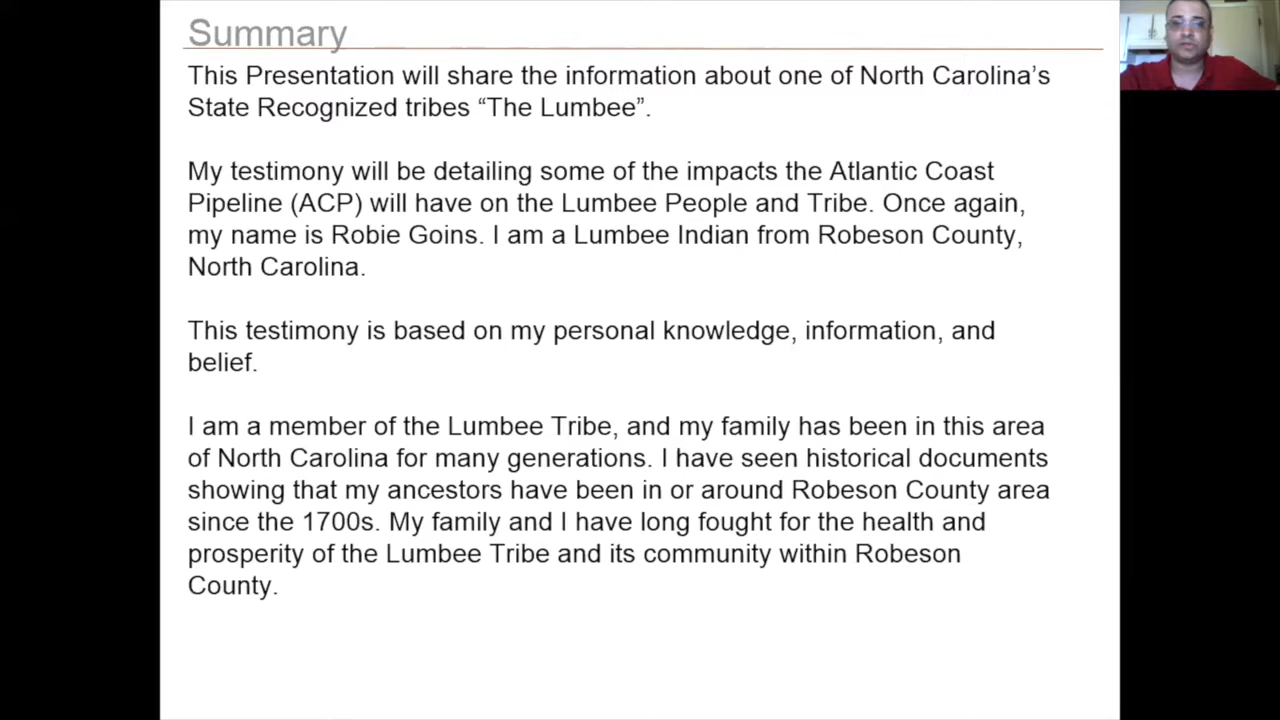 Summary
This Presentation will share the information about one of North Carolina’s
State Recognized tribes “The Lumbee”.
My testimony will be detailing some of the impacts the Atlantic Coast
Pipeline (ACP) will have on the Lumbee People and Tribe. Once again,
my name is Robie Goins. I am a Lumbee Indian from Robeson County,
North Carolina.
This testimony is based on my personal knowledge, information, and
belief.
I am a member of the Lumbee Tribe, and my family has been in this area
of North Carolina for many generations. I have seen historical documents
showing that my ancestors have been in or around Robeson County area
since the 1700s. My family and I have long fought for the health and
prosperity of the Lumbee Tribe and its community within Robeson
County.